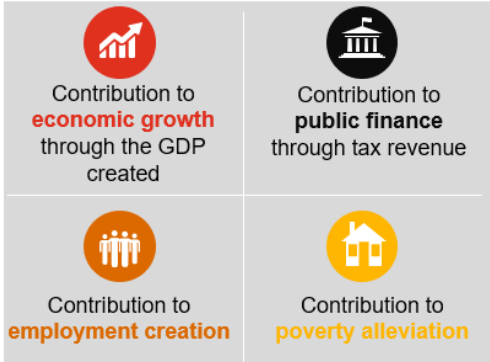 Contribution to
economic growth
through the GDP
created
Contribution to
public finance
through tax revenue
Contribution to
employment creation
Contribution to
poverty alleviation